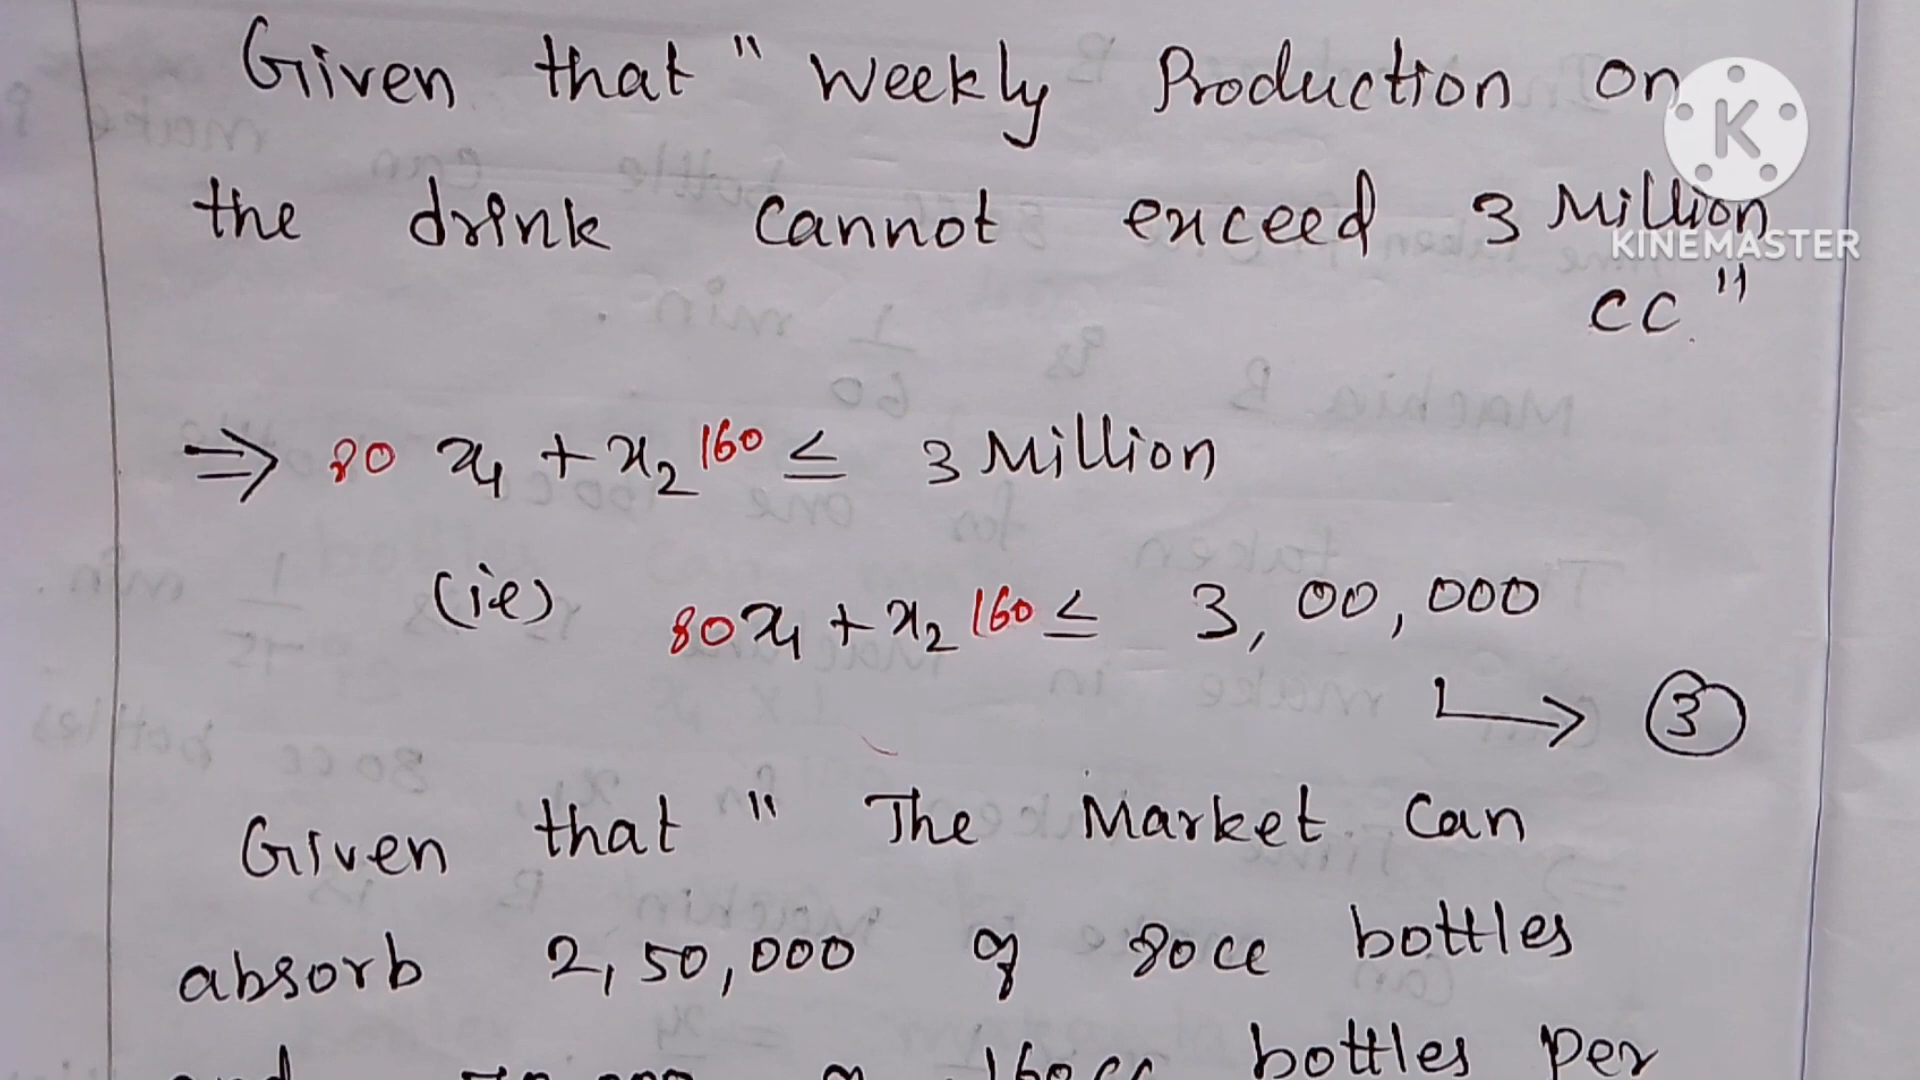 Given that " Weekly Production on
the drink cannot exceed 3 Million
CC."
K
KINEMASTER
⇒ 80 x1 + x2 160 ≤ 3 Million
(ie) 80x1 + x2 160 ≤ 3, 00, 000
↳ ③
Given that " The Market can
absorb 2, 50, 000 of 80cc bottles
of 160cc bottles per